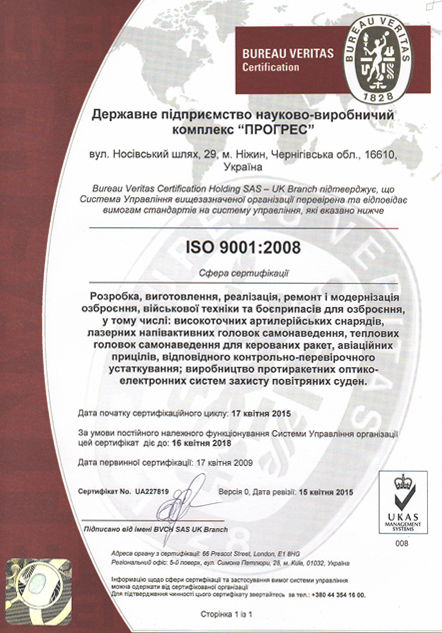 BUREAU VERITAS
Certification
BUREAU VERITAS
1828
Державне підприємство науково-виробничий
комплекс “ПРОГРЕС”
вул. Носівський шлях, 29, м. Ніжин, Чернігівська обл., 16610,
Україна
Bureau Veritas Certification Holding SAS – UK Branch підтверджує, що
Система Управління вищезазначеної організації перевірена та відповідає
вимогам стандартів на систему управління, які вказано нижче
ISO 9001:2008
Сфера сертифікації
Розробка, виготовлення, реалізація, ремонт і модернізація
озброєння, військової техніки та боєприпасів для озброєння,
у тому числі: високоточних артилерійських снарядів,
лазерних напівактивних головок самонаведення, теплових
головок самонаведення для керованих ракет, авіаційних
прицілів, відповідного контрольно-перевірочного
устаткування; виробництво протиракетних оптико-
електронних систем захисту повітряних суден.
Дата початку сертифікаційного циклу: 17 квітня 2015
За умови постійного належного функціонування Системи Управління організації
цей сертифікат діє до: 16 квітня 2018
Дата первинної сертифікації: 17 квітня 2009
Сертифікат No. UA227819 Версія 0, Дата ревізії: 15 квітня 2015
Підписано від імені BVCH SAS UK Branch
UKAS
MANAGEMENT
SYSTEMS
008
Адреса органу з сертифікації: 66 Prescot Street, London, E1 8HG
Регіональний офіс: 5-й поверх, вул. Симона Петлюри, 28, м. Київ, 01032, Україна
Інформацію щодо сфери сертифікації та застосування вимог системи управління
можна одержати від сертифікованої організації
Для підтвердження чинності цього сертифікату звертайтесь за тел.: +380 44 354 16 00.
Сторінка 1 із 1